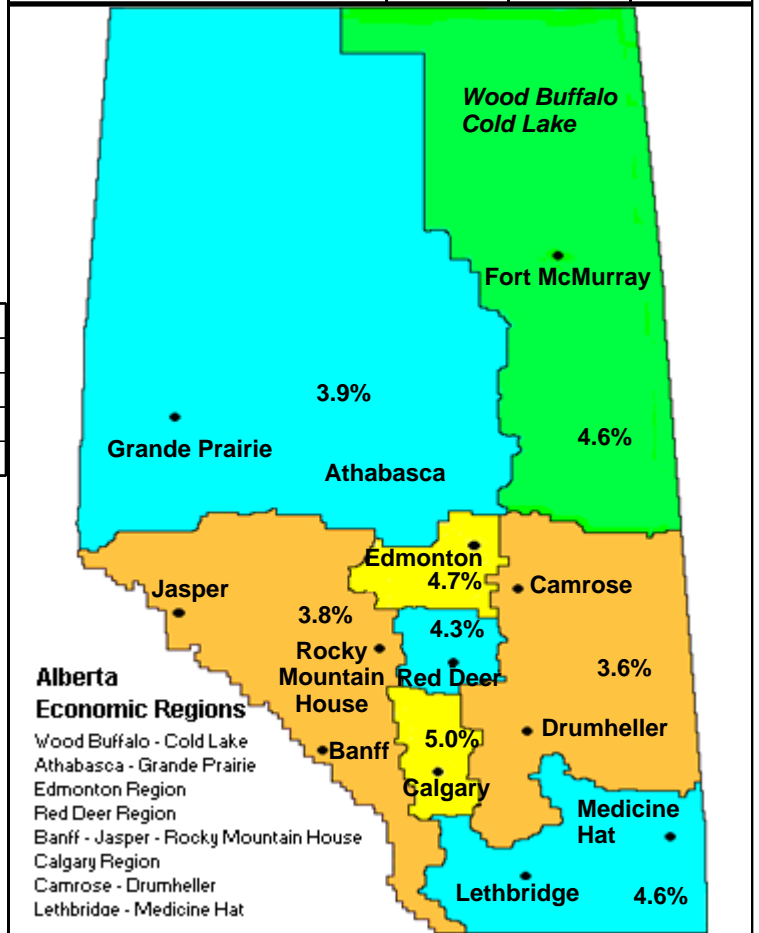 Wood Buffalo
Cold Lake
Fort McMurray
3.9%
4.6%
Grande Prairie
Athabasca
Edmonton
4.7%
Jasper
Camrose
3.8%
4.3%
Rocky
Mountain
House
Red Deer
3.6%
Alberta
Economic Regions
Wood Buffalo - Cold Lake
Athabasca - Grande Prairie
Edmonton Region
Red Deer Region
Banff - Jasper - Rocky Mountain House
Calgary Region
Camrose - Drumheller
Lethbridge - Medicine Hat
Banff
5.0%
Calgary
Drumheller
Medicine
Hat
Lethbridge
4.6%